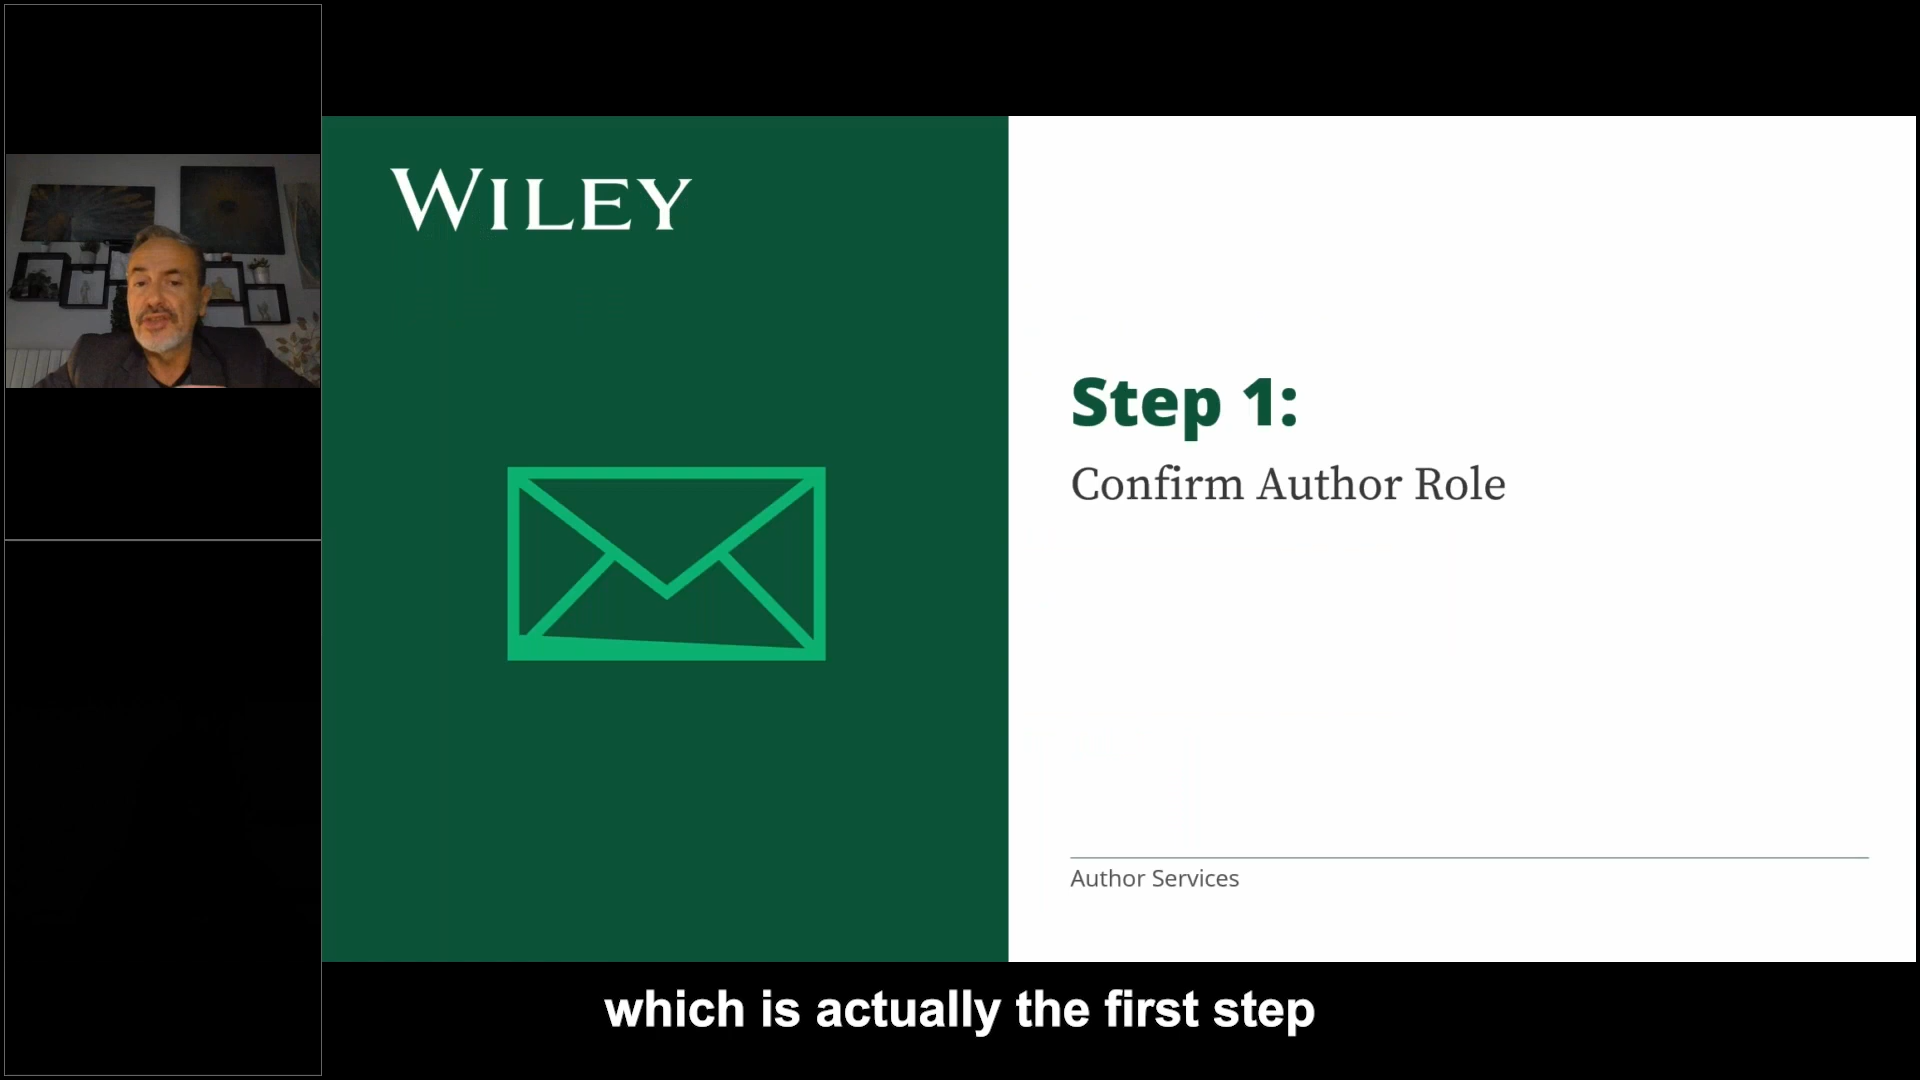 WILEY
Step 1:
Confirm Author Role
Author Services
which is actually the first step